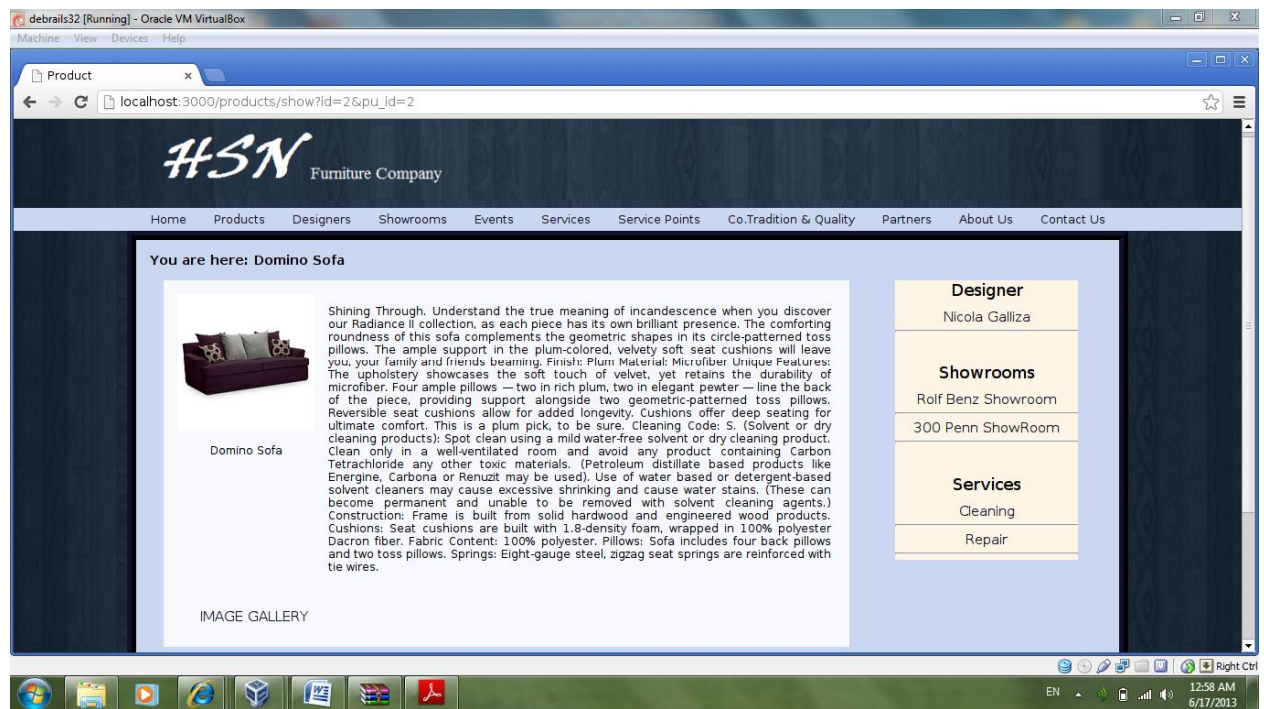 debrails32 [Running] - Oracle VM VirtualBox
Machine View Devices Help
Product
localhost:3000/products/show?id=2&pu_id=2
HSN Furniture Company
Home Products Designers Showrooms Events Services Service Points Co.Tradition & Quality Partners About Us Contact Us
You are here: Domino Sofa
Domino Sofa
Shining Through. Understand the true meaning of incandescence when you discover
our Radiance II collection, as each piece has its own brilliant presence. The comforting
roundness of this sofa complements the geometric shapes in its circle-patterned toss
pillows. The ample support in the plum-colored, velvety soft seat cushions will leave
you, your family and friends beaming. Finish: Plum Material: Microfiber Unique Features:
The upholstery showcases the soft touch of velvet, yet retains the durability of
microfiber. Four ample pillows — two in rich plum, two in elegant pewter — line the back
of the piece, providing support alongside two geometric-patterned toss pillows.
Reversible seat cushions allow for added longevity. Cushions offer deep seating for
ultimate comfort. This is a plum pick, to be sure. Cleaning Code: S. (Solvent or dry
cleaning products): Spot clean using a mild water-free solvent or dry cleaning product.
Clean only in a well-ventilated room and avoid any product containing Carbon
Tetrachloride any other toxic materials. (Petroleum distillate based products like
Energine, Carbona or Renuzit may be used). Use of water based or detergent-based
solvent cleaners may cause excessive shrinking and cause water stains. (These can
become permanent and unable to be removed with solvent cleaning agents.)
Construction: Frame is built from solid hardwood and engineered wood products.
Cushions: Seat cushions are built with 1.8-density foam, wrapped in 100% polyester
Dacron fiber. Fabric Content: 100% polyester. Pillows: Sofa includes four back pillows
and two toss pillows. Springs: Eight-gauge steel, zigzag seat springs are reinforced with
tie wires.
IMAGE GALLERY
Designer
Nicola Galliza
Showrooms
Rolf Benz Showroom
300 Penn ShowRoom
Services
Cleaning
Repair
Right Ctrl
EN
12:58 AM
6/17/2013